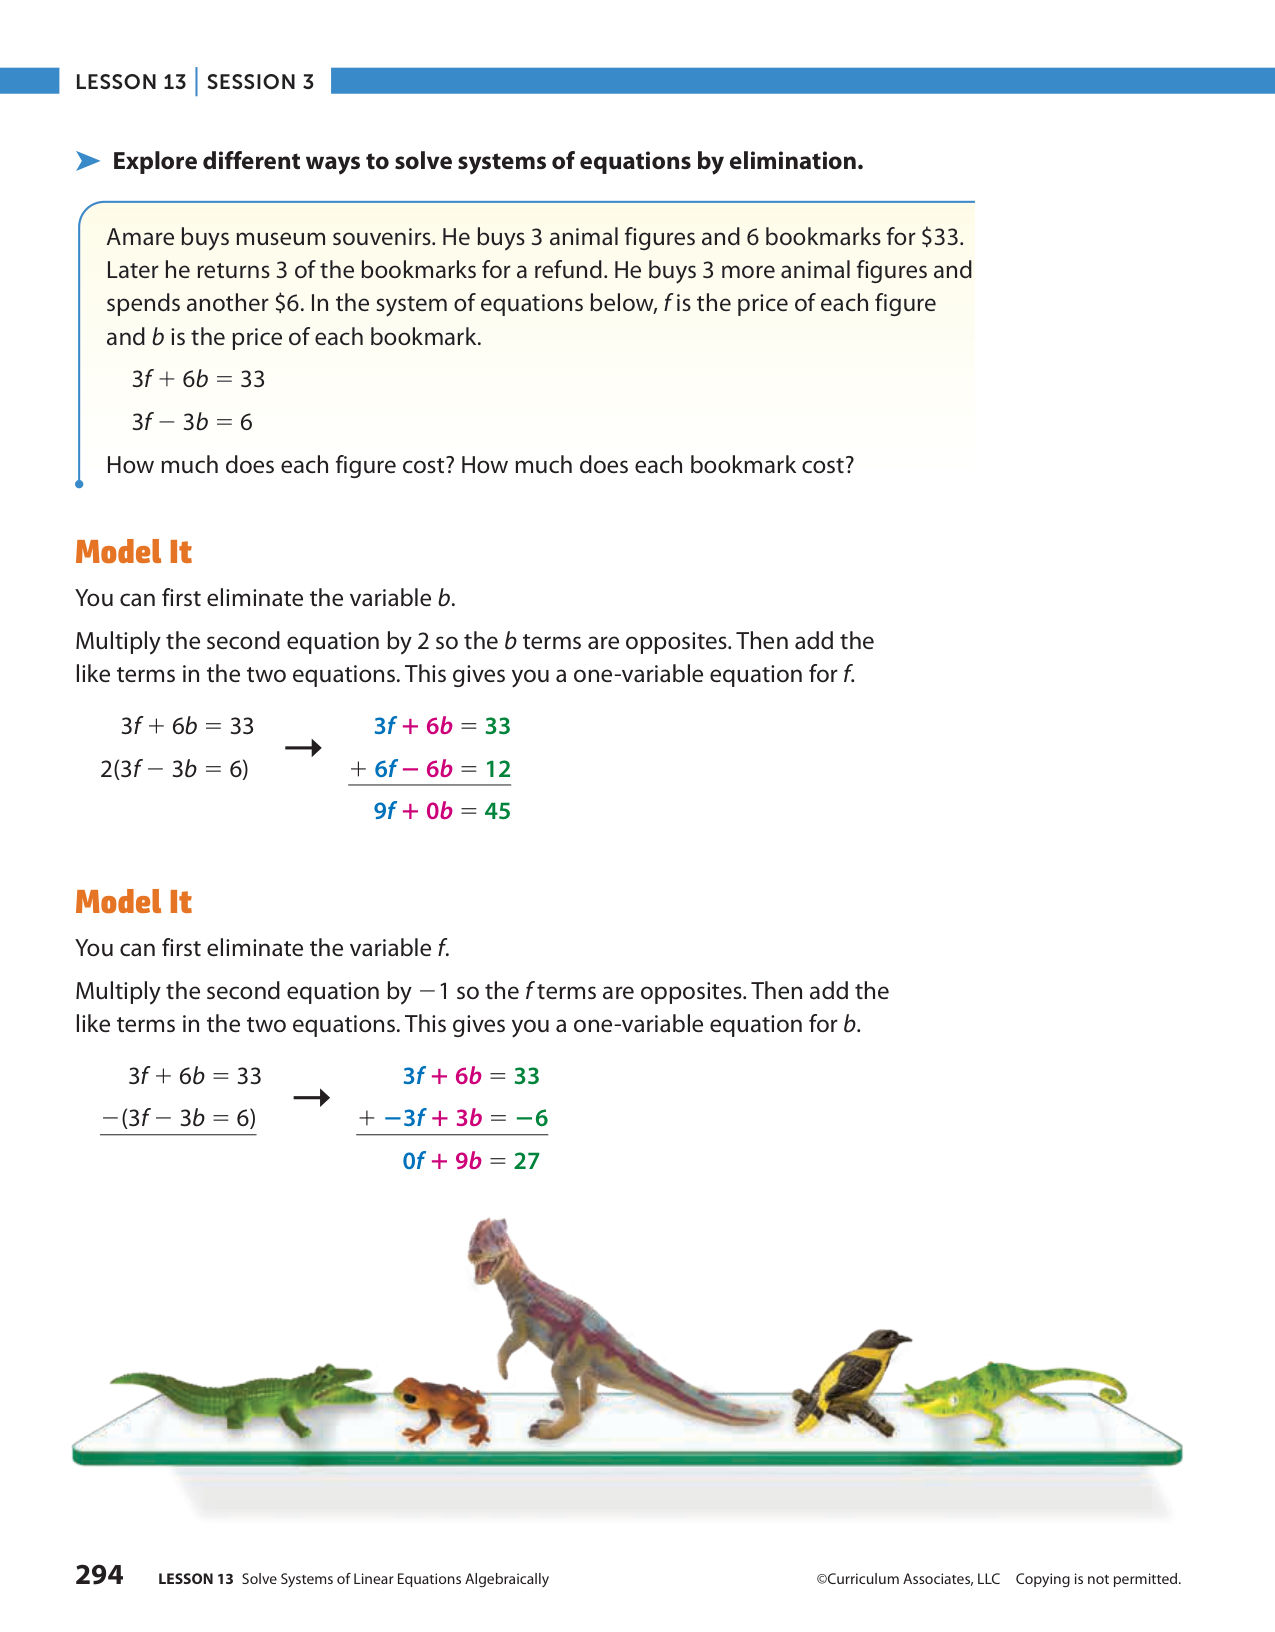 LESSON 13 | SESSION 3
➤ Explore different ways to solve systems of equations by elimination.
Amare buys museum souvenirs. He buys 3 animal figures and 6 bookmarks for $33.
Later he returns 3 of the bookmarks for a refund. He buys 3 more animal figures and
spends another $6. In the system of equations below, f is the price of each figure
and b is the price of each bookmark.
3f + 6b = 33
3f − 3b = 6
How much does each figure cost? How much does each bookmark cost?
Model It
You can first eliminate the variable b.
Multiply the second equation by 2 so the b terms are opposites. Then add the
like terms in the two equations. This gives you a one-variable equation for f.
3f + 6b = 33 → 3f + 6b = 33
2(3f − 3b = 6) + 6f − 6b = 12
9f + 0b = 45
Model It
You can first eliminate the variable f.
Multiply the second equation by −1 so the f terms are opposites. Then add the
like terms in the two equations. This gives you a one-variable equation for b.
3f + 6b = 33 → 3f + 6b = 33
−(3f − 3b = 6) + −3f + 3b = −6
0f + 9b = 27
294 LESSON 13 Solve Systems of Linear Equations Algebraically ©Curriculum Associates, LLC Copying is not permitted.